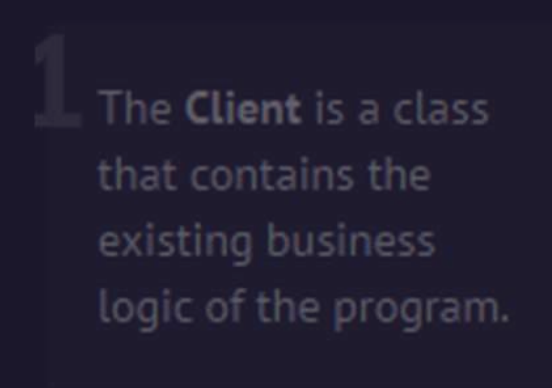 1
The Client is a class
that contains the
existing business
logic of the program.